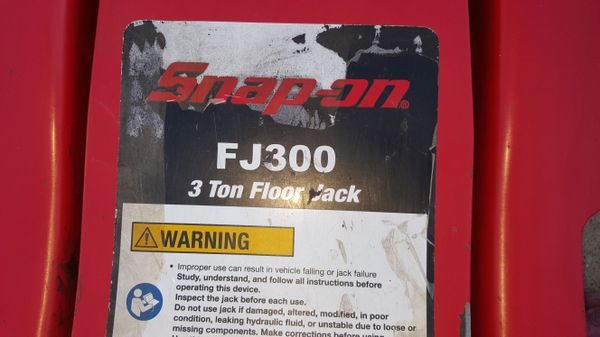 Snap-on®
FJ300
3 Ton Floor Jack
WARNING
• Improper use can result in vehicle falling or jack failure
Study, understand, and follow all instructions before
operating this device.
Inspect the jack before each use.
Do not use jack if damaged, altered, modified, in poor
condition, leaking hydraulic fluid, or unstable due to loose or
missing components. Make corrections before using